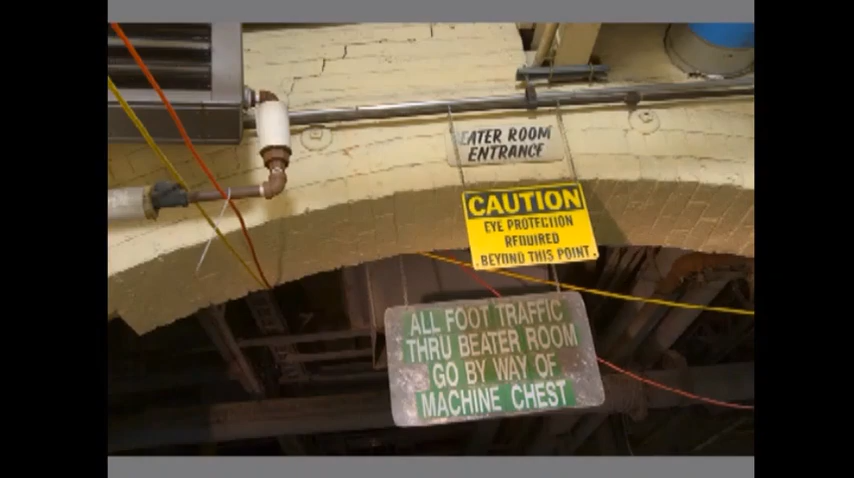 EATER ROOM
ENTRANCE
CAUTION
EYE PROTECTION
REQUIRED
BEYOND THIS POINT.
ALL FOOT TRAFFIC
THRU BEATER ROOM
GO BY WAY OF
MACHINE CHEST